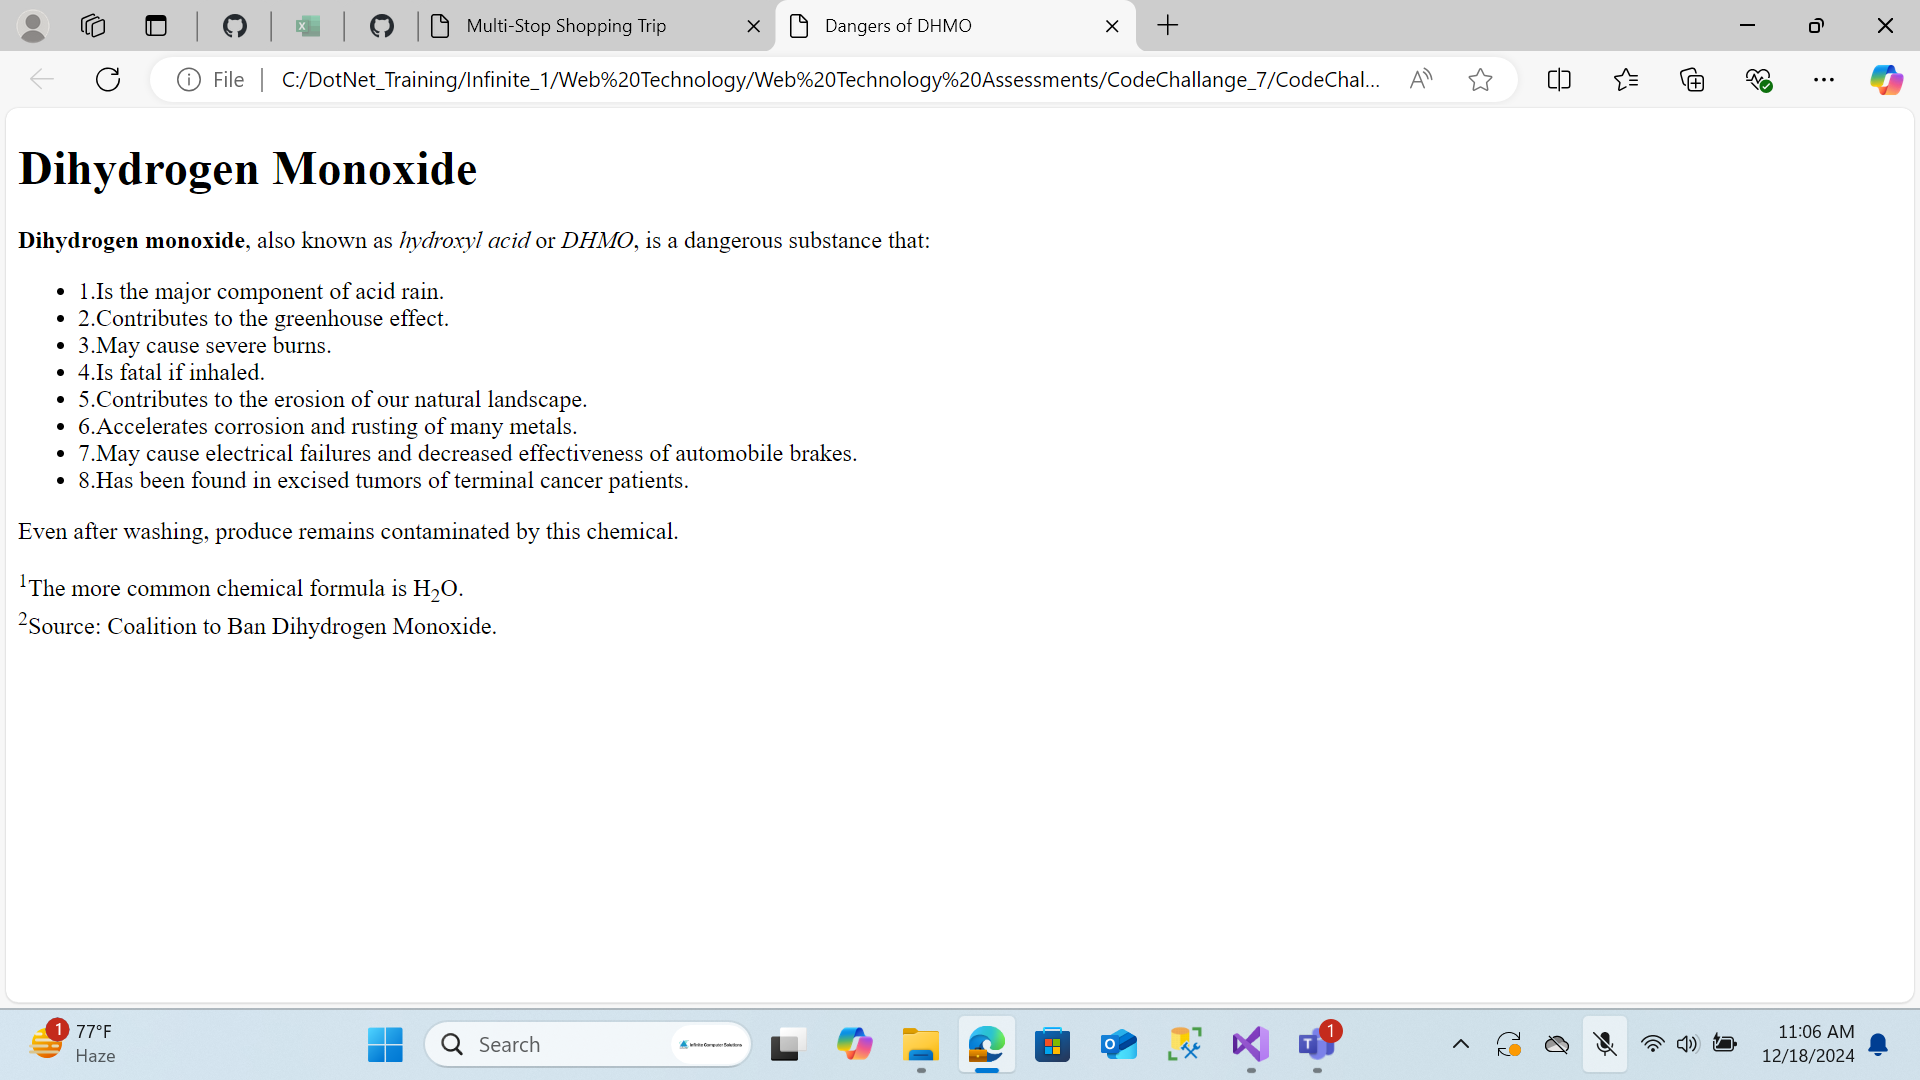 Multi-Stop Shopping Trip
Dangers of DHMO
File
C:/DotNet_Training/Infinite_1/Web%20Technology/Web%20Technology%20Assessments/CodeChallange_7/CodeChal...
Dihydrogen Monoxide
Dihydrogen monoxide, also known as hydroxyl acid or DHMO, is a dangerous substance that:
• 1.Is the major component of acid rain.
• 2.Contributes to the greenhouse effect.
• 3.May cause severe burns.
• 4.Is fatal if inhaled.
• 5.Contributes to the erosion of our natural landscape.
• 6.Accelerates corrosion and rusting of many metals.
• 7.May cause electrical failures and decreased effectiveness of automobile brakes.
• 8.Has been found in excised tumors of terminal cancer patients.
Even after washing, produce remains contaminated by this chemical.
¹The more common chemical formula is H₂O.
²Source: Coalition to Ban Dihydrogen Monoxide.
1
77°F
Haze
Search
Infinite Computer Solutions
1
11:06 AM
12/18/2024